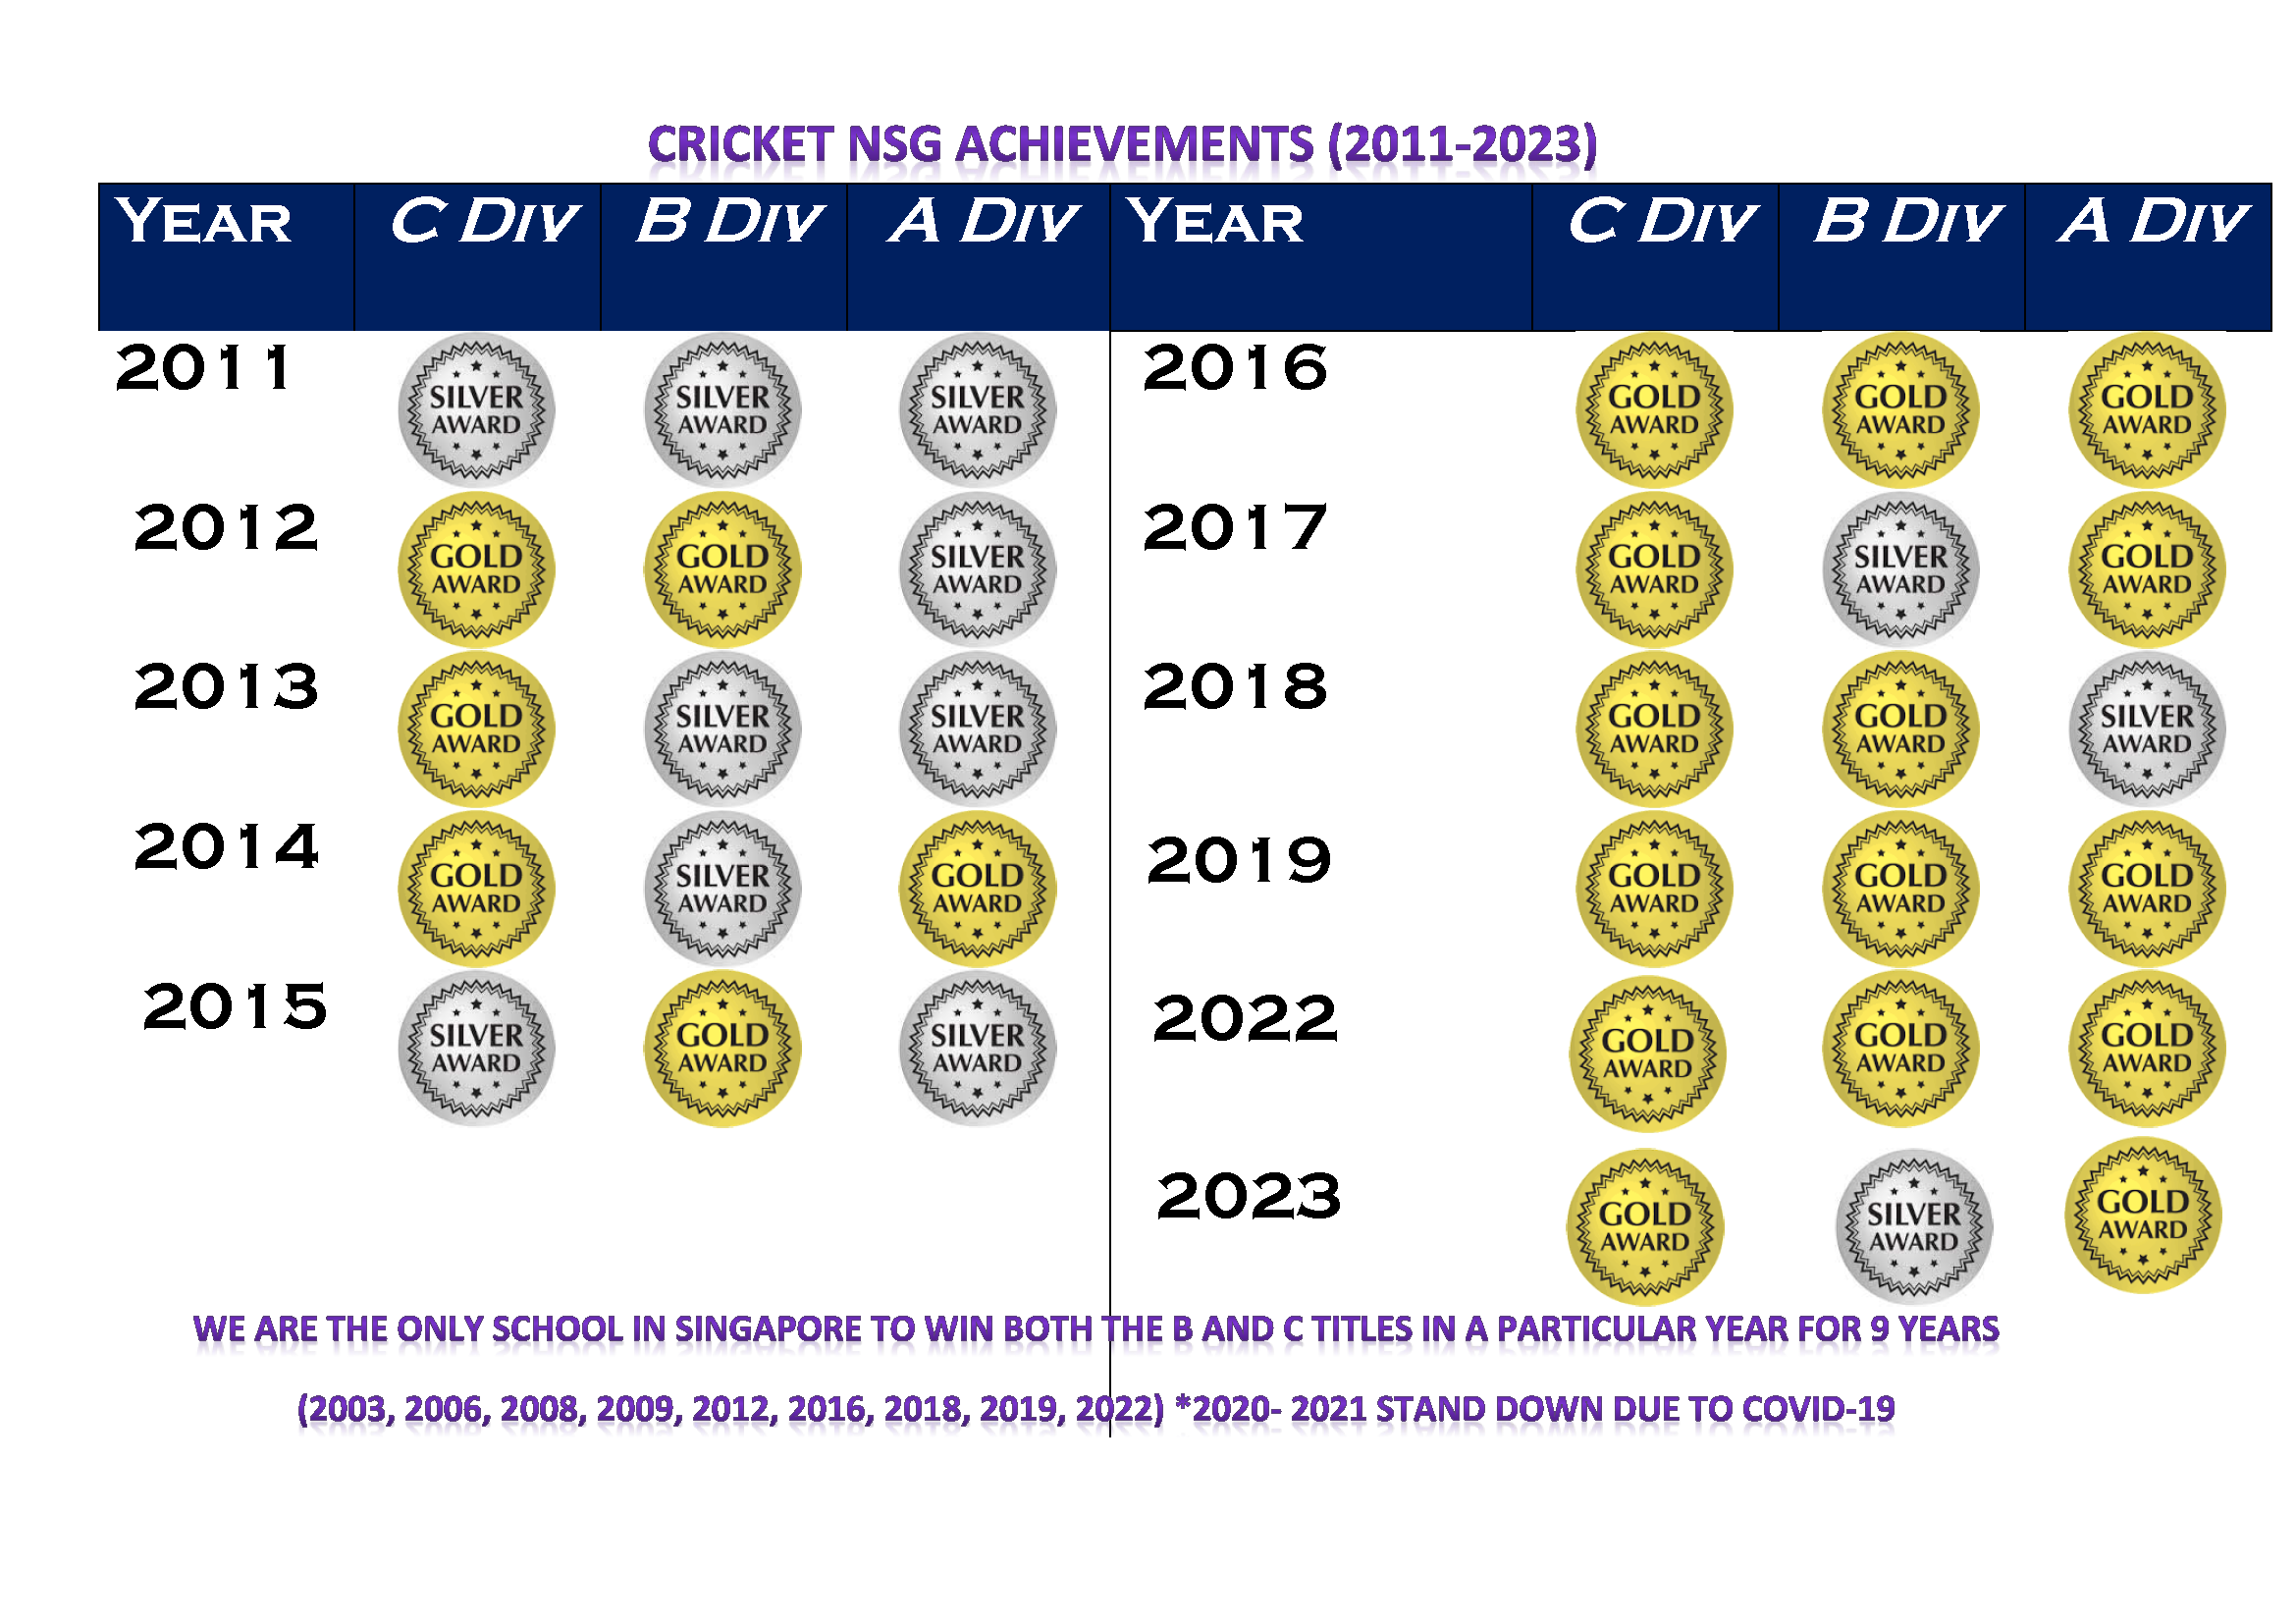 CRICKET NSG ACHIEVEMENTS (2011-2023)
YEAR C DIV B DIV A DIV YEAR C DIV B DIV A DIV
2011 SILVER AWARD SILVER AWARD SILVER AWARD 2016 GOLD AWARD GOLD AWARD GOLD AWARD
2012 GOLD AWARD GOLD AWARD SILVER AWARD 2017 GOLD AWARD SILVER AWARD GOLD AWARD
2013 GOLD AWARD SILVER AWARD SILVER AWARD 2018 GOLD AWARD GOLD AWARD SILVER AWARD
2014 GOLD AWARD SILVER AWARD GOLD AWARD 2019 GOLD AWARD GOLD AWARD GOLD AWARD
2015 SILVER AWARD GOLD AWARD SILVER AWARD 2022 GOLD AWARD GOLD AWARD GOLD AWARD
2023 GOLD AWARD SILVER AWARD GOLD AWARD
WE ARE THE ONLY SCHOOL IN SINGAPORE TO WIN BOTH THE B AND C TITLES IN A PARTICULAR YEAR FOR 9 YEARS
(2003, 2006, 2008, 2009, 2012, 2016, 2018, 2019, 2022) *2020- 2021 STAND DOWN DUE TO COVID-19